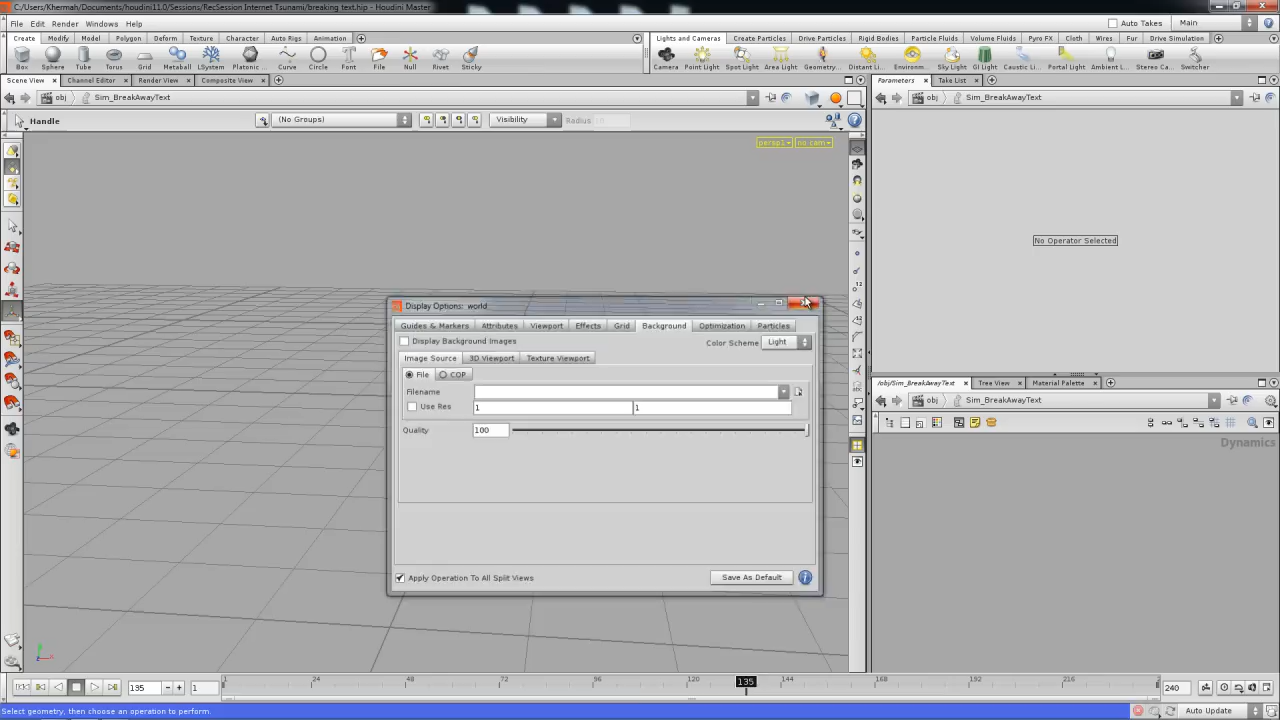 C:/Users/Khermah/Documents/houdini11.0/Sessions/RecSession Internet Tsunami/breaking text.hip - Houdini Master
File Edit Render Windows Help
Auto Takes Main
Create Modify Model Polygon Deform Texture Character Auto Rigs Animation
Lights and Cameras Create Particles Drive Particles Rigid Bodies Particle Fluids Volume Fluids Pyro FX Cloth Wires Fur Drive Simulation
Box Sphere Tube Torus Grid Metaball LSystem Platonic ... Curve Circle Font File Null Rivet Sticky
Camera Point Light Spot Light Area Light Geometry... Distant Li... Environm... Sky Light GI Light Caustic Li... Portal Light Ambient L... Stereo Ca... Switcher
Scene View Channel Editor Render View Composite View
Parameters Take List
obj Sim_BreakAwayText
obj Sim_BreakAwayText
Handle (No Groups) Visibility Radius
persp1 no cam
No Operator Selected
Display Options: world
Guides & Markers Attributes Viewport Effects Grid Background Optimization Particles
Display Background Images
Color Scheme Light
Image Source 3D Viewport Texture Viewport
File COP
Filename
Use Res 1 1
Quality 100
Apply Operation To All Split Views
Save As Default
/obj/Sim_BreakAwayText Tree View Material Palette
obj Sim_BreakAwayText
Dynamics
135 1 1 24 48 72 96 120 135 144 168 192 216 240
Select geometry, then choose an operation to perform.
Auto Update